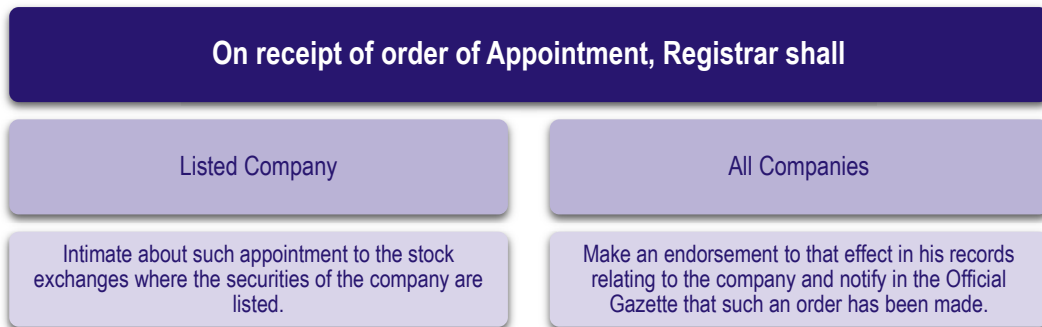 On receipt of order of Appointment, Registrar shall
Listed Company
Intimate about such appointment to the stock
exchanges where the securities of the company are
listed.
All Companies
Make an endorsement to that effect in his records
relating to the company and notify in the Official
Gazette that such an order has been made.